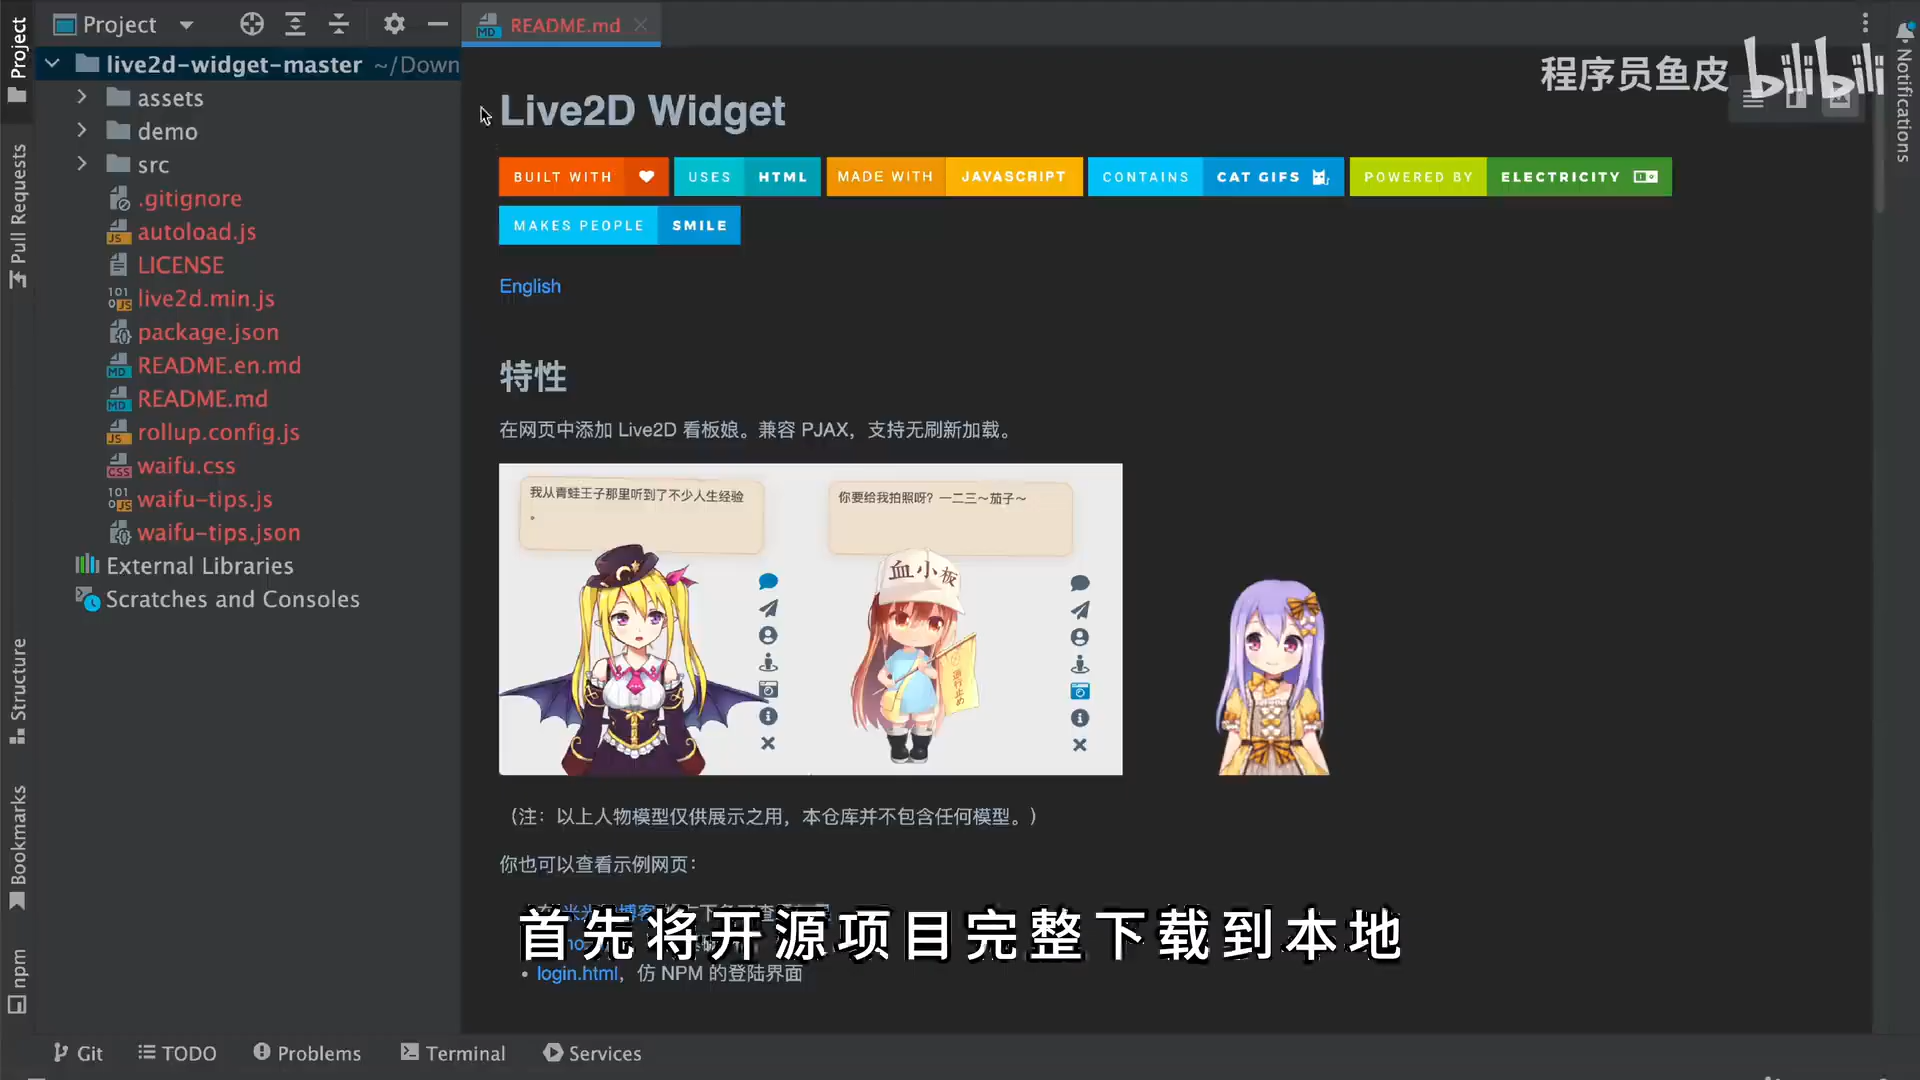 Project
README.md
live2d-widget-master ~/Down
assets
demo
src
.gitignore
autoload.js
LICENSE
live2d.min.js
package.json
README.en.md
README.md
rollup.config.js
waifu.css
waifu-tips.js
waifu-tips.json
External Libraries
Scratches and Consoles
Project
Pull Requests
Structure
Bookmarks
npm
程序员鱼皮 bilibili
Notifications
Live2D Widget
BUILT WITH
USES HTML
MADE WITH JAVASCRIPT
CONTAINS CAT GIFS
POWERED BY ELECTRICITY
MAKES PEOPLE SMILE
English
特性
在网页中添加 Live2D 看板娘。兼容 PJAX，支持无刷新加载。
我从青蛙王子那里听到了不少人生经验
。
你要给我拍照呀？一二三～茄子～
血小板
（注：以上人物模型仅供展示之用，本仓库并不包含任何模型。）
你也可以查看示例网页：
首先将开源项目完整下载到本地
login.html，仿 NPM 的登陆界面
Git
TODO
Problems
Terminal
Services